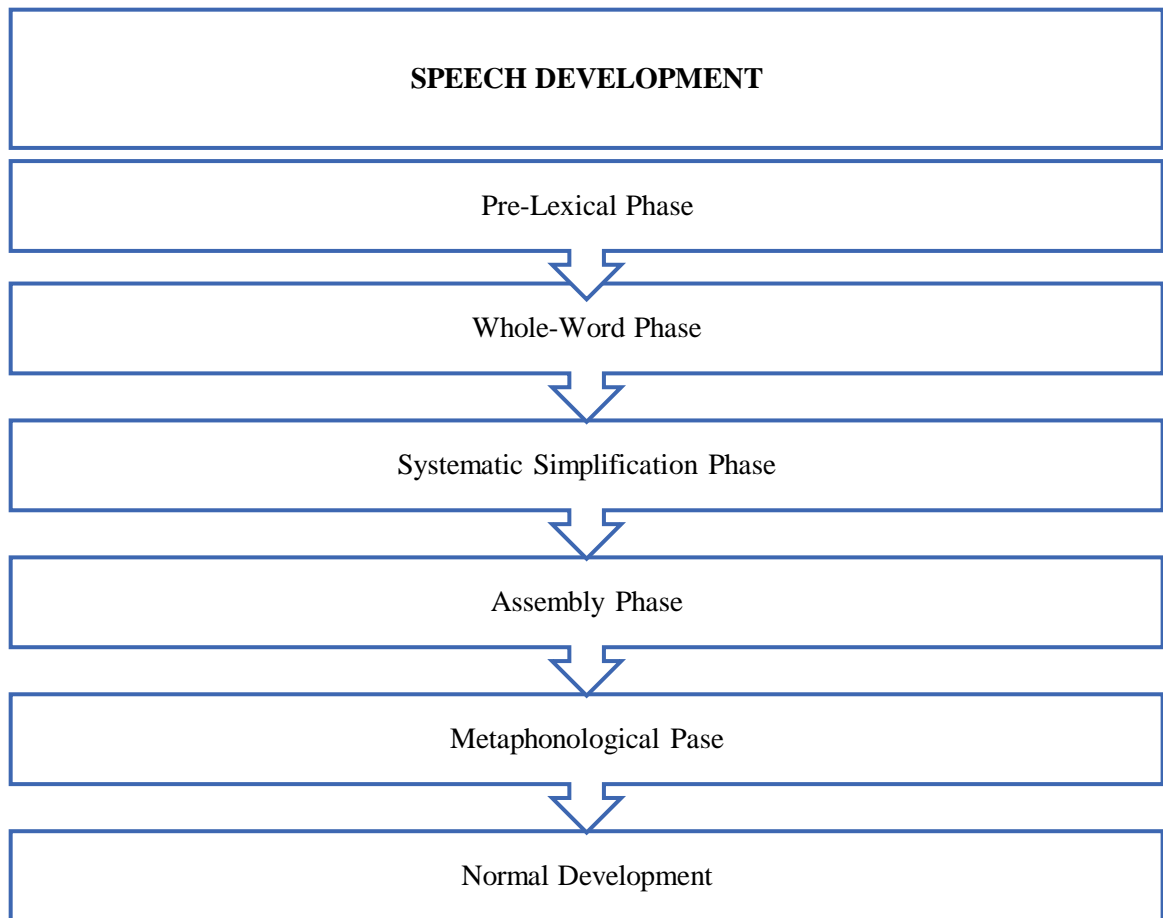 SPEECH DEVELOPMENT
Pre-Lexical Phase
Whole-Word Phase
Systematic Simplification Phase
Assembly Phase
Metaphonological Pase
Normal Development